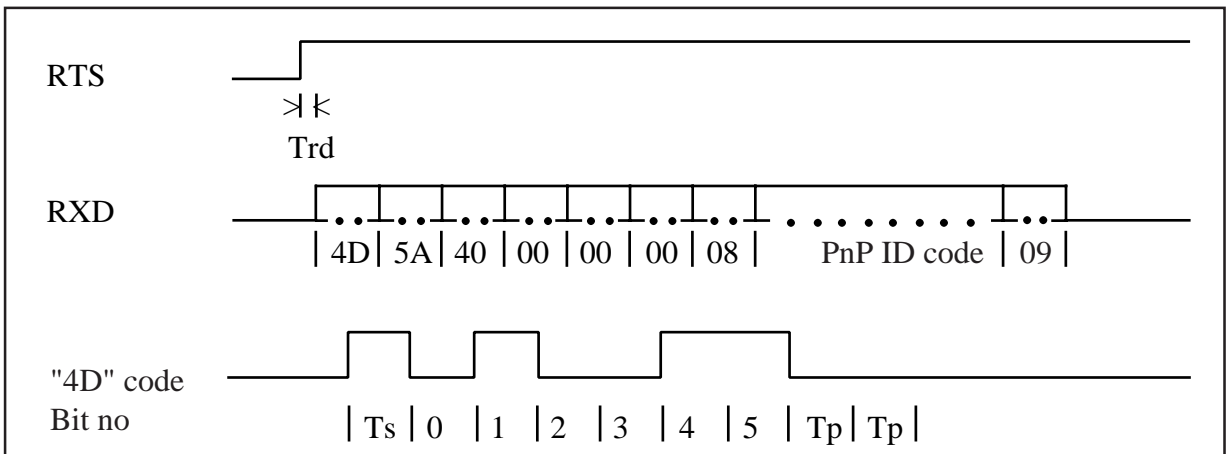 RTS
Trd
RXD
4D 5A 40 00 00 00 08 PnP ID code 09
"4D" code
Bit no
Ts 0 1 2 3 4 5 Tp Tp